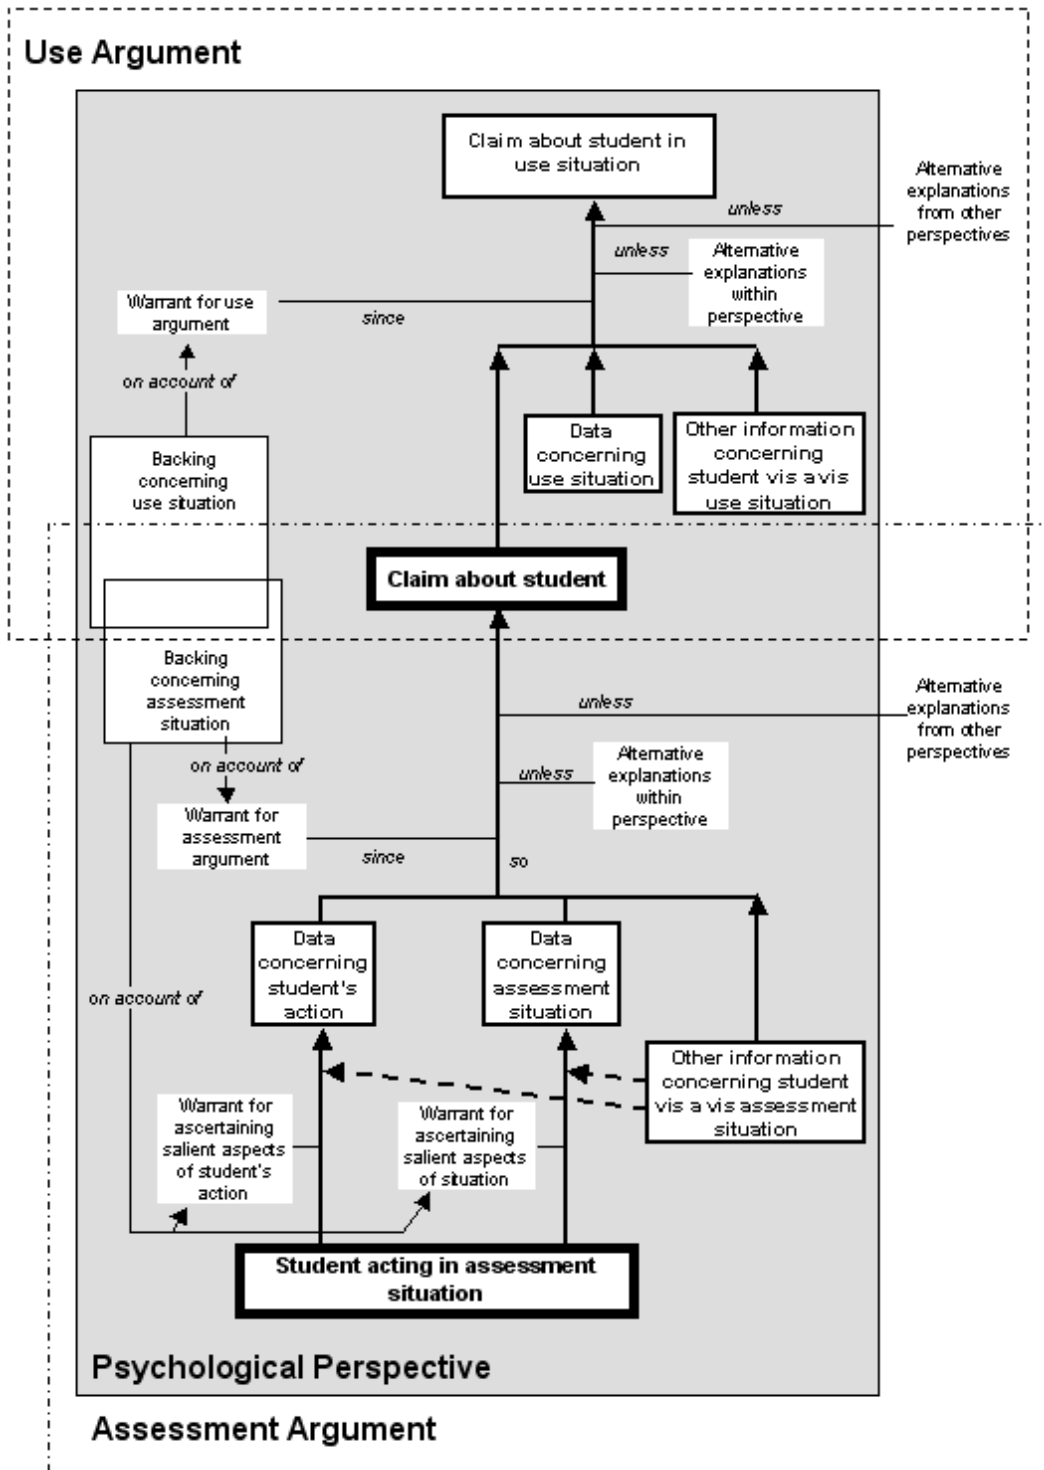 Use Argument
Claim about student in
use situation
unless
Alternative
explanations
from other
perspectives
unless
Alternative
explanations
within
perspective
Warrant for use
argument
since
on account of
Backing
concerning
use situation
Data
concerning
use situation
Other information
concerning
student vis a vis
use situation
Claim about student
Backing
concerning
assessment
situation
unless
Alternative
explanations
from other
perspectives
on account of
unless
Alternative
explanations
within
perspective
Warrant for
assessment
argument
since
so
Data
concerning
student's
action
Data
concerning
assessment
situation
on account of
Other information
concerning student
vis a vis assessment
situation
Warrant for
ascertaining
salient aspects
of student's
action
Warrant for
ascertaining
salient aspects
of situation
Student acting in assessment
situation
Psychological Perspective
Assessment Argument